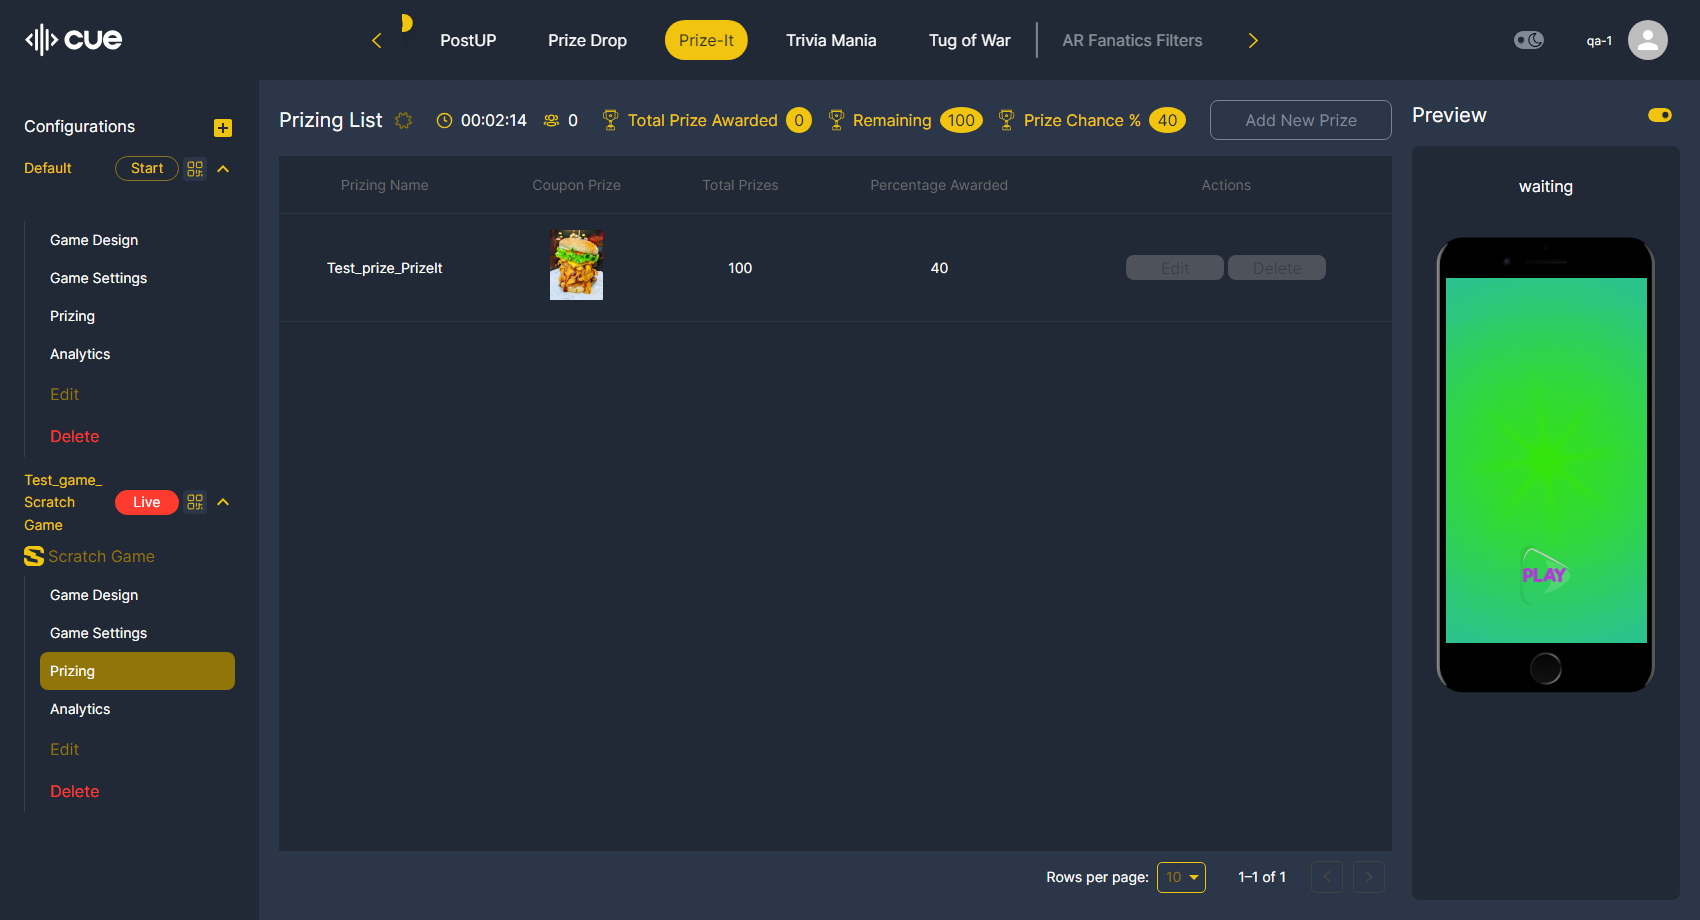 cue
PostUP
Prize Drop
Prize-It
Trivia Mania
Tug of War
AR Fanatics Filters
qa-1
Configurations
Default
Start
Game Design
Game Settings
Prizing
Analytics
Edit
Delete
Test_game_
Scratch
Game
Live
Scratch Game
Game Design
Game Settings
Prizing
Analytics
Edit
Delete
Prizing List
00:02:14
0
Total Prize Awarded 0
Remaining 100
Prize Chance % 40
Add New Prize
Prizing Name
Coupon Prize
Total Prizes
Percentage Awarded
Actions
Test_prize_PrizeIt
100
40
Edit
Delete
Rows per page: 10
1–1 of 1
Preview
waiting
PLAY